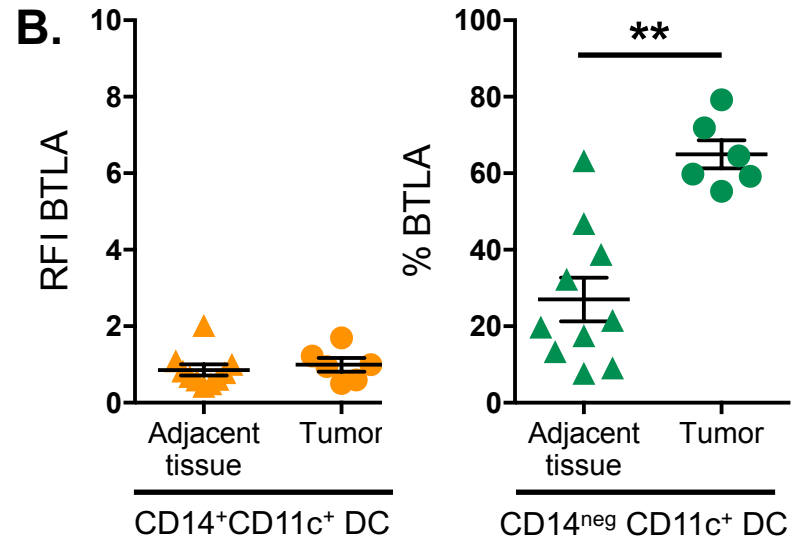 B.
RFI BTLA
10
8
6
4
2
0
Adjacent
tissue
Tumor
CD14⁺CD11c⁺ DC
% BTLA
100
80
60
40
20
0
**
Adjacent
tissue
Tumor
CD14ⁿᵉᵍ CD11c⁺ DC